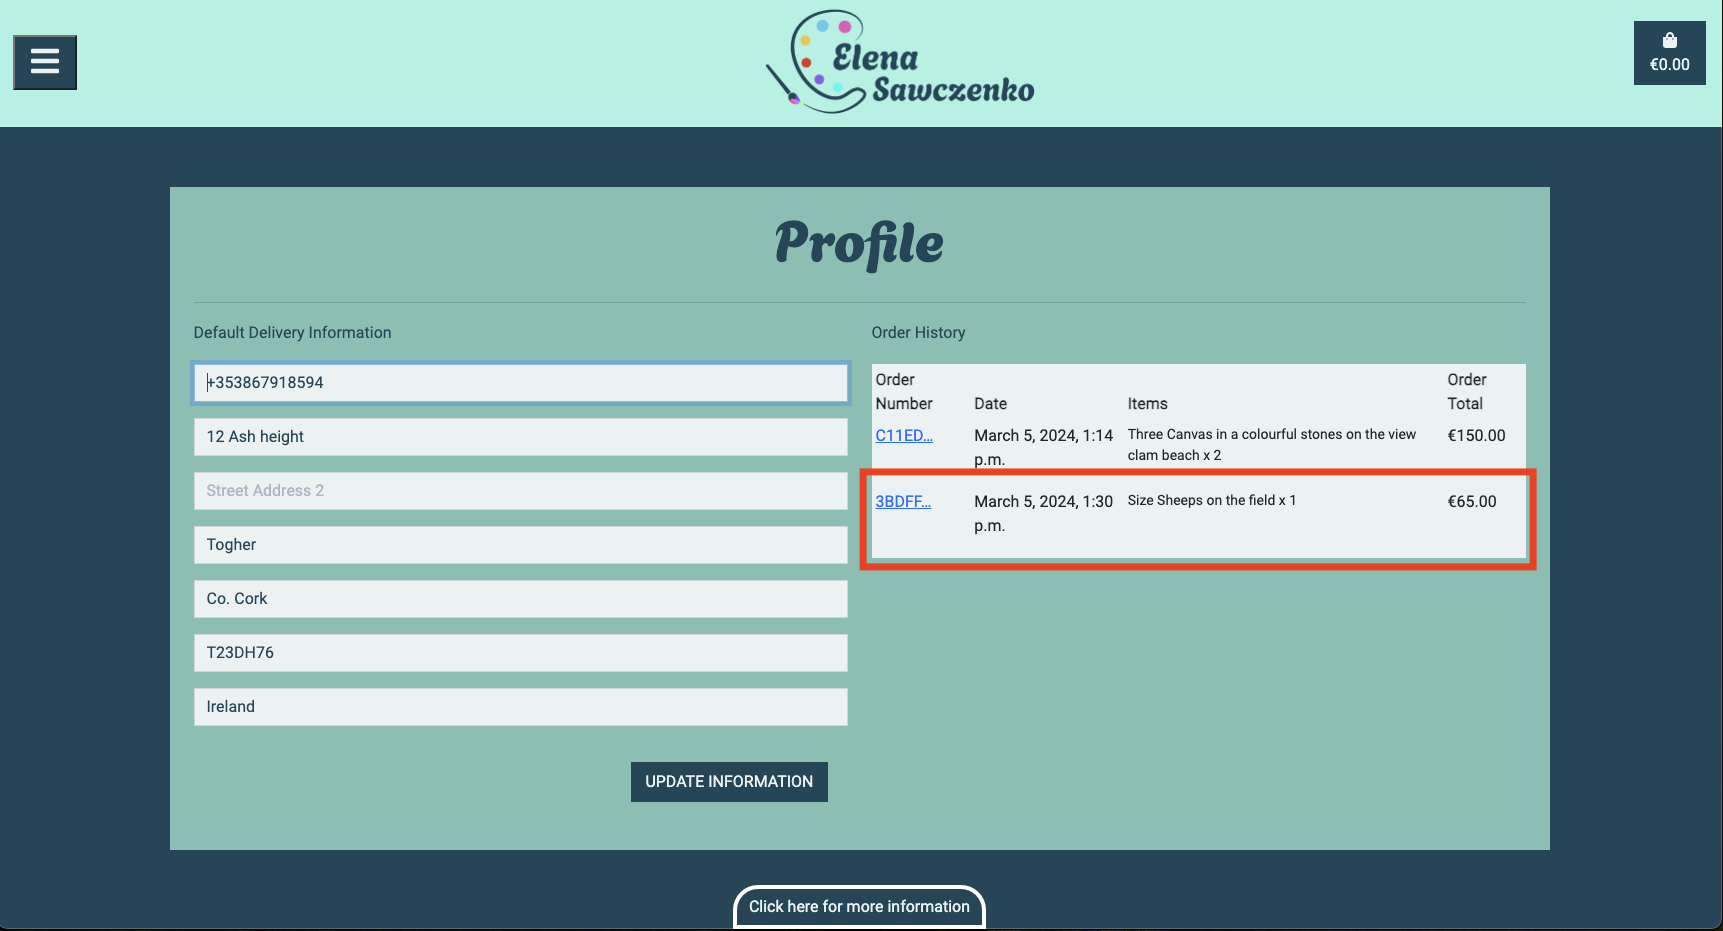 Elena
Sawczenko
€0.00
Profile
Default Delivery Information
+353867918594
12 Ash height
Street Address 2
Togher
Co. Cork
T23DH76
Ireland
UPDATE INFORMATION
Order History
Order Number Date Items Order Total
C11ED… March 5, 2024, 1:14 p.m. Three Canvas in a colourful stones on the view clam beach x 2 €150.00
3BDFF… March 5, 2024, 1:30 p.m. Size Sheeps on the field x 1 €65.00
Click here for more information